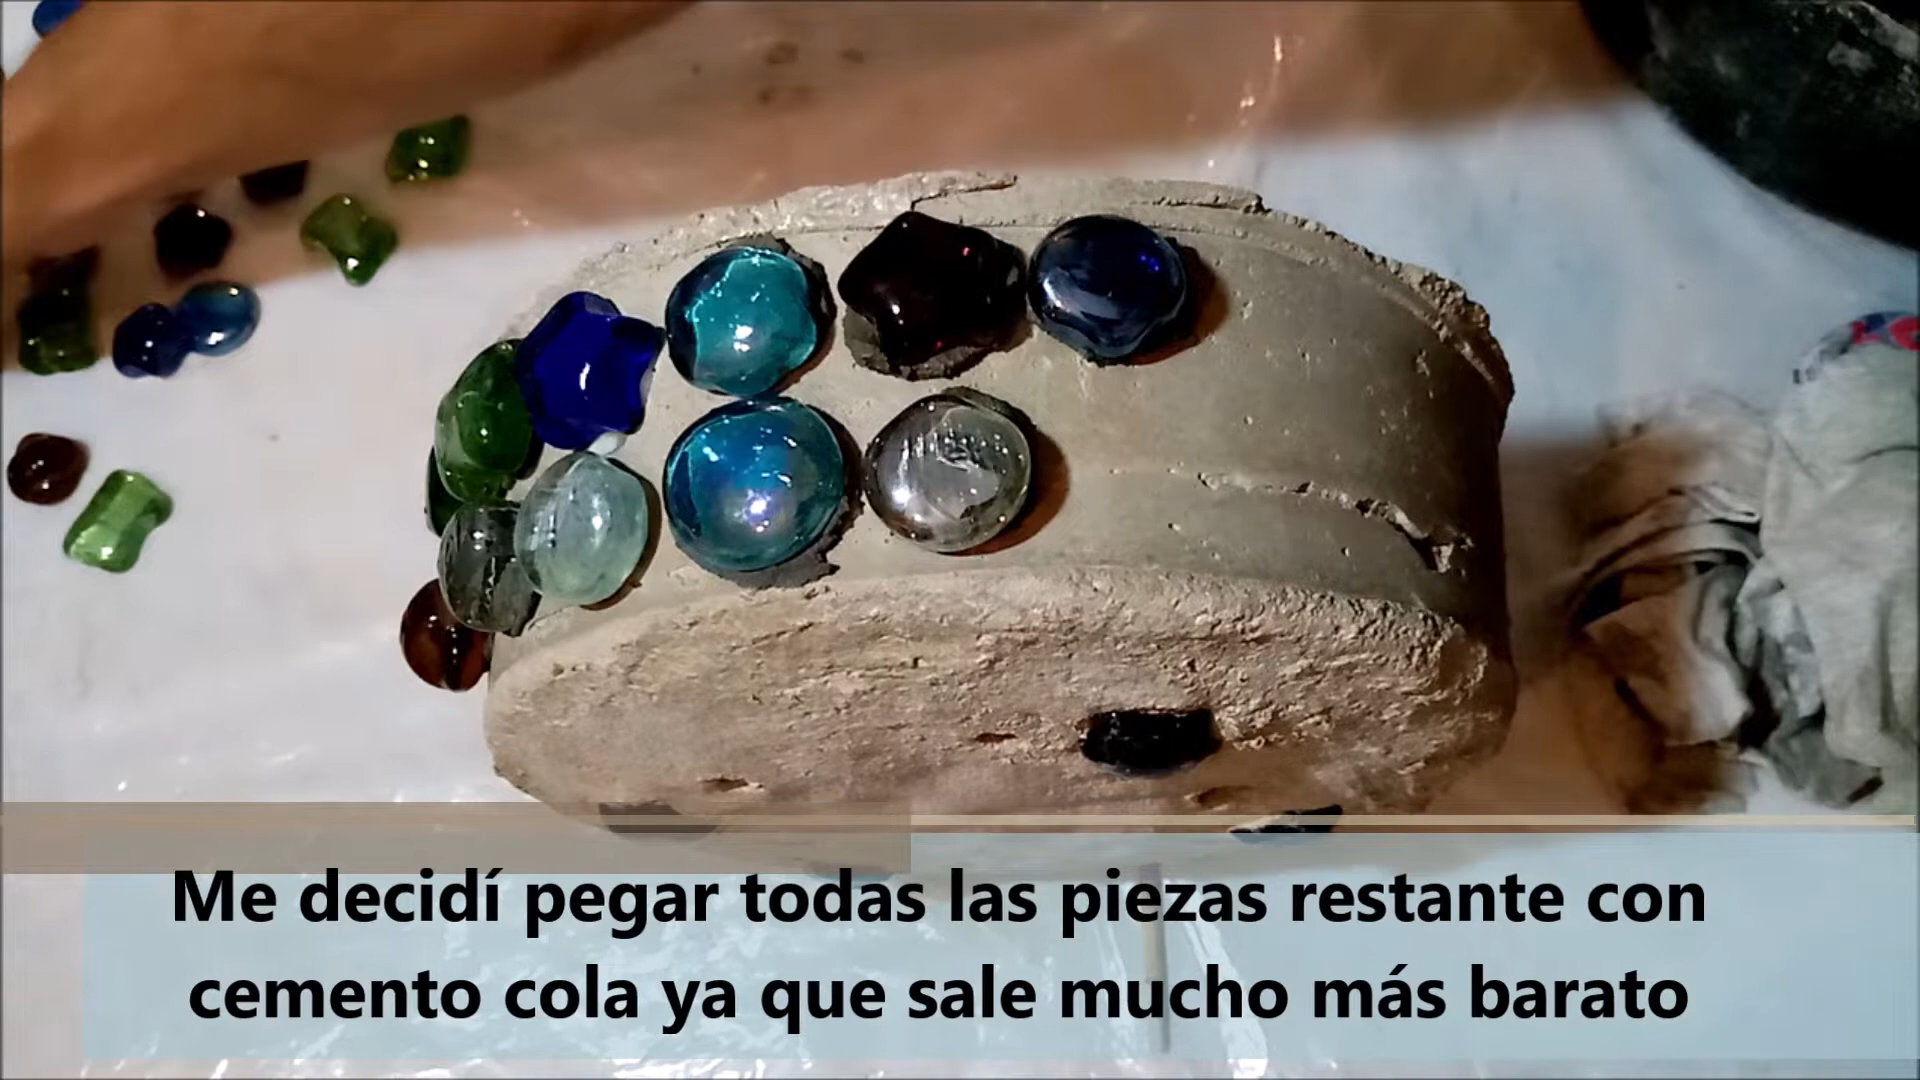 Me decidí pegar todas las piezas restante con
cemento cola ya que sale mucho más barato